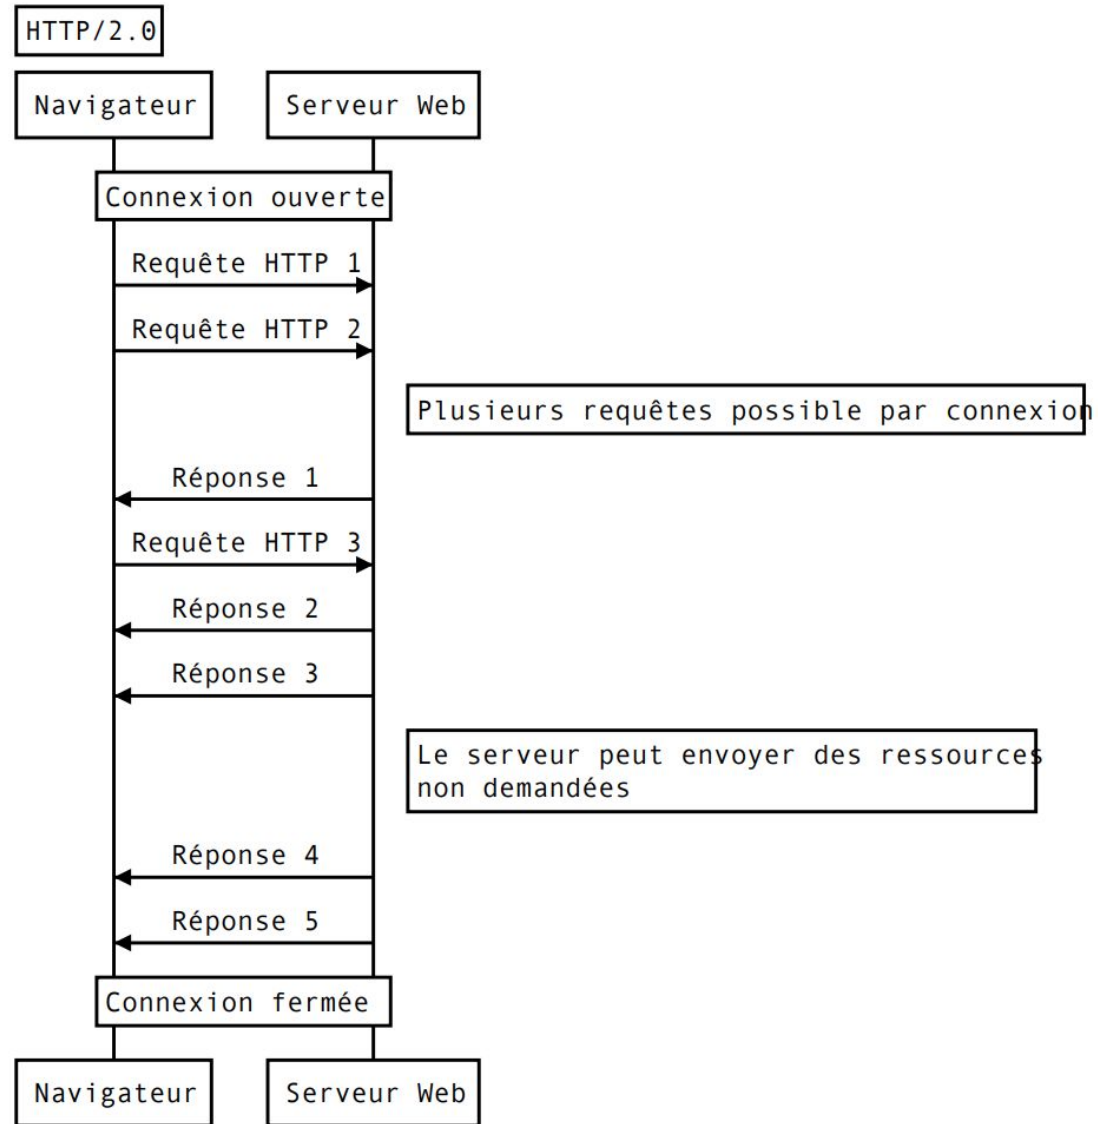 HTTP/2.0
Navigateur
Serveur Web
Connexion ouverte
Requête HTTP 1
Requête HTTP 2
Plusieurs requêtes possible par connexion
Réponse 1
Requête HTTP 3
Réponse 2
Réponse 3
Le serveur peut envoyer des ressources
non demandées
Réponse 4
Réponse 5
Connexion fermée
Navigateur
Serveur Web